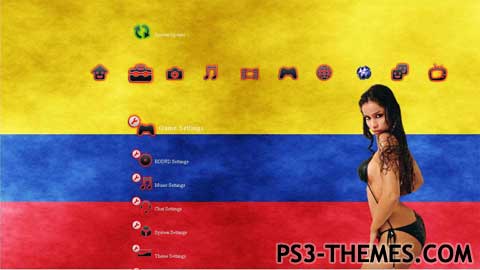 System Update
Game Settings
BD/DVD Settings
Music Settings
Chat Settings
System Settings
Theme Settings
PS3-THEMES.COM